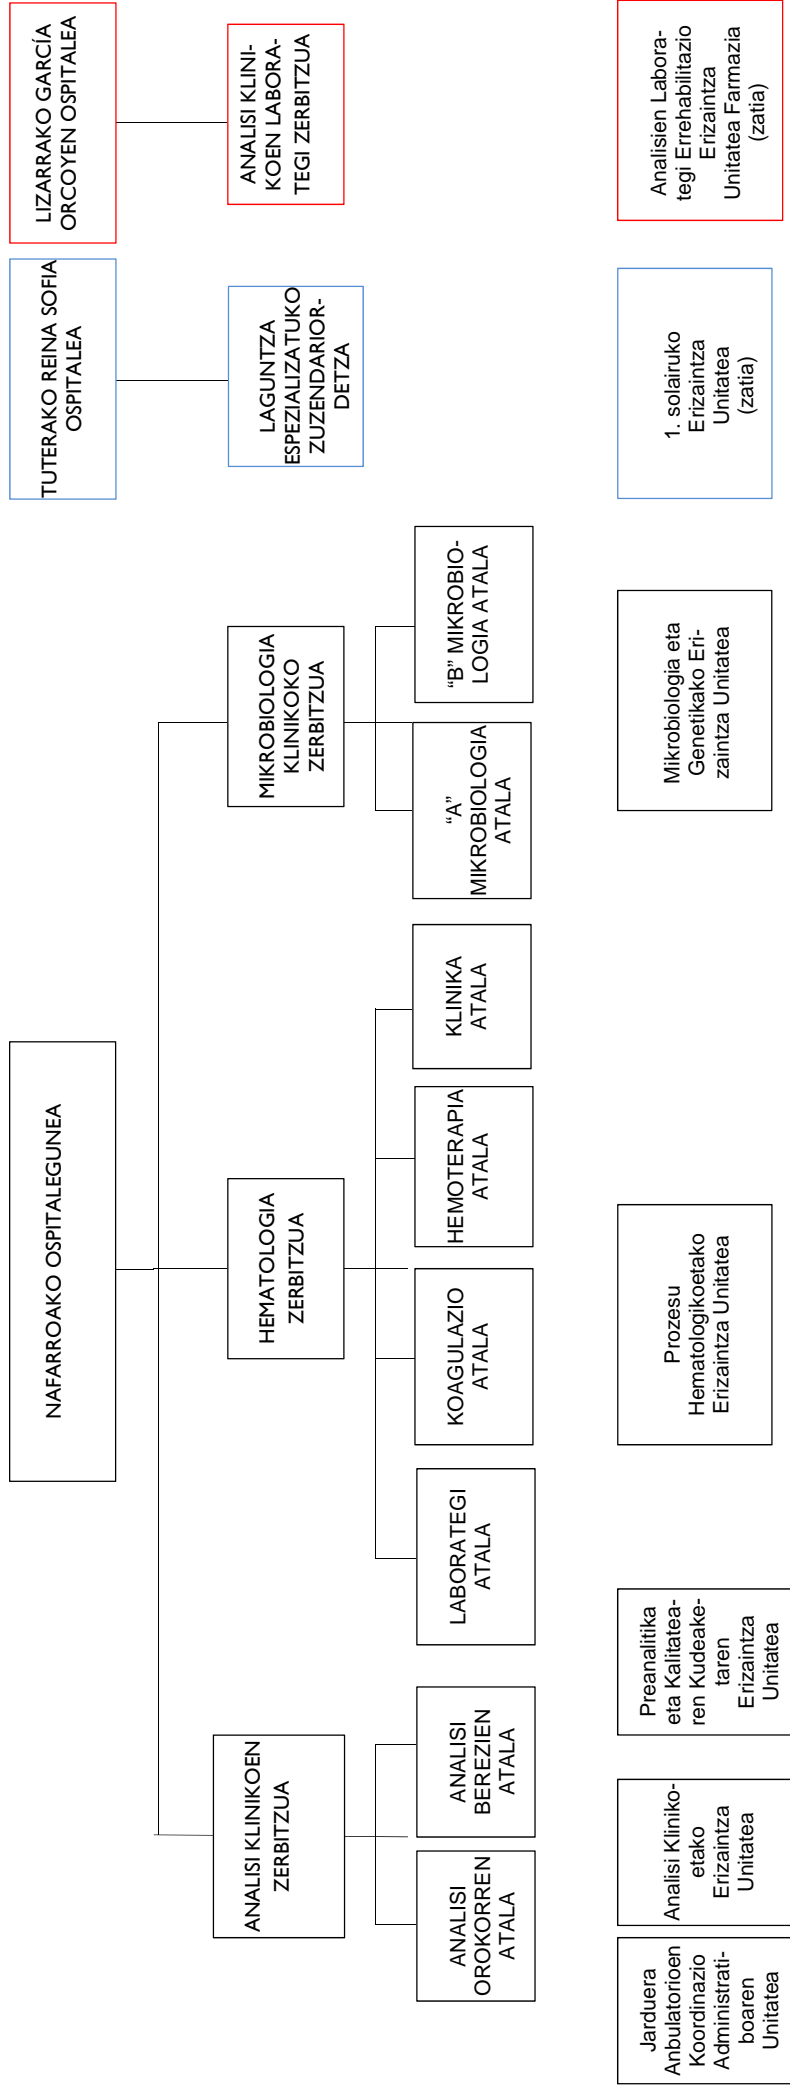 NAFARROAKO OSPITALEGUNEA
TUTERAKO REINA SOFIA
OSPITALEA
LIZARRAKO GARCÍA
ORCOYEN OSPITALEA
ANALISI KLINIKOEN
ZERBITZUA
HEMATOLOGIA
ZERBITZUA
MIKROBIOLOGIA
KLINIKOKO
ZERBITZUA
LAGUNTZA
ESPEZIALIZATUKO
ZUZENDARIOR-
DETZA
ANALISI KLINI-
KOEN LABORA-
TEGI ZERBITZUA
ANALISI
OROKORREN
ATALA
ANALISI
BEREZIEN
ATALA
LABORATEGI
ATALA
KOAGULAZIO
ATALA
HEMOTERAPIA
ATALA
KLINIKA
ATALA
“A”
MIKROBIOLOGIA
ATALA
“B” MIKROBIO-
LOGIA ATALA
Jarduera
Anbulatorioen
Koordinazio
Administrati-
boaren
Unitatea
Analisi Kliniko-
etako
Erizaintza
Unitatea
Preanalitika
eta Kalitatea-
ren Kudeake-
taren
Erizaintza
Unitatea
Prozesu
Hematologikoetako
Erizaintza Unitatea
Mikrobiologia eta
Genetikako Eri-
zaintza Unitatea
1. solairuko
Erizaintza
Unitatea
(zatia)
Analisien Labora-
tegi Errehabilitazio
Erizaintza
Unitatea Farmazia
(zatia)